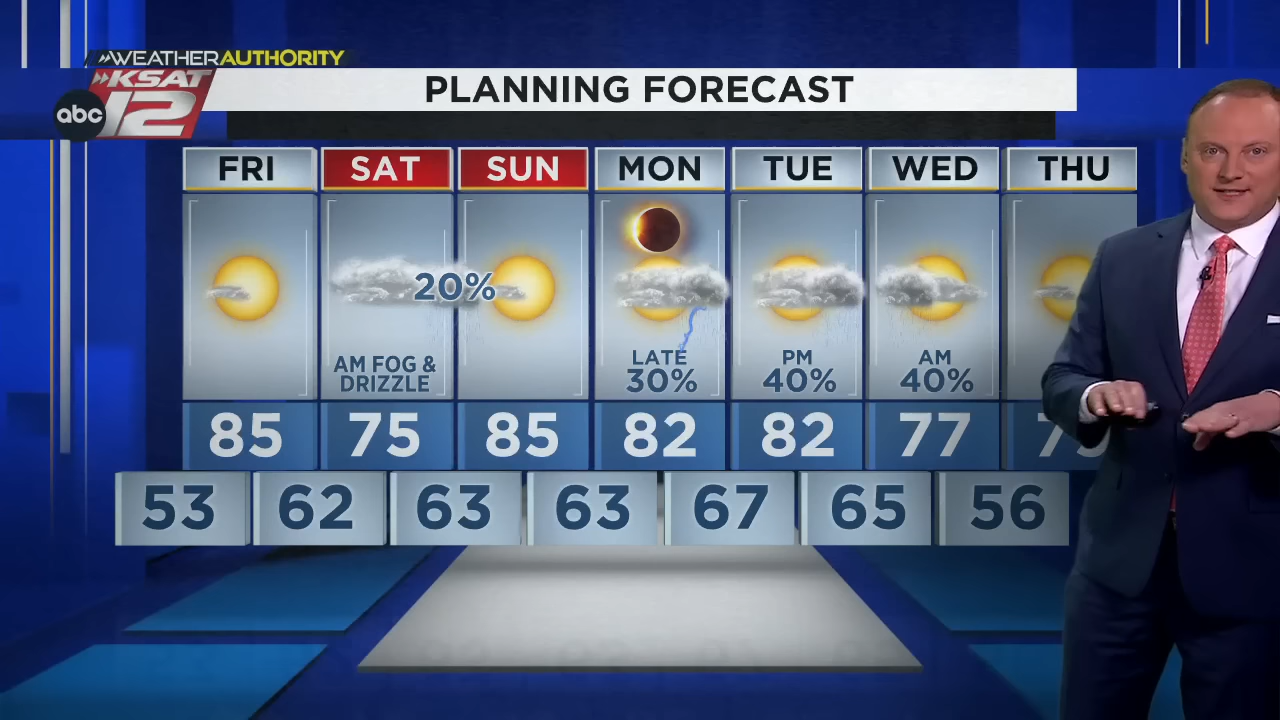 WEATHERAUTHORITY
KSAT
abc 12
PLANNING FORECAST
FRI SAT SUN MON TUE WED THU
20%
AM FOG &
DRIZZLE
LATE
30%
PM
40%
AM
40%
85 75 85 82 82 77
53 62 63 63 67 65 56